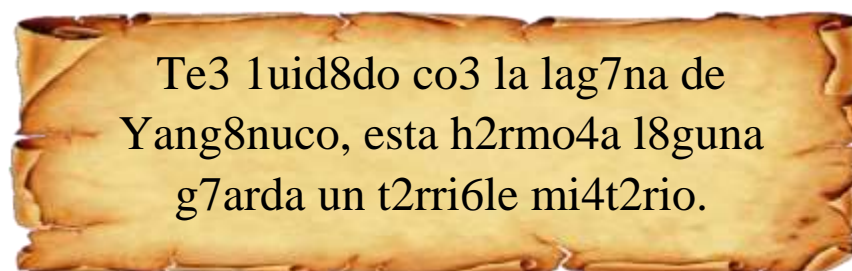 Te3 1uid8do co3 la lag7na de
Yang8nuco, esta h2rmo4a l8guna
g7arda un t2rri6le mi4t2rio.